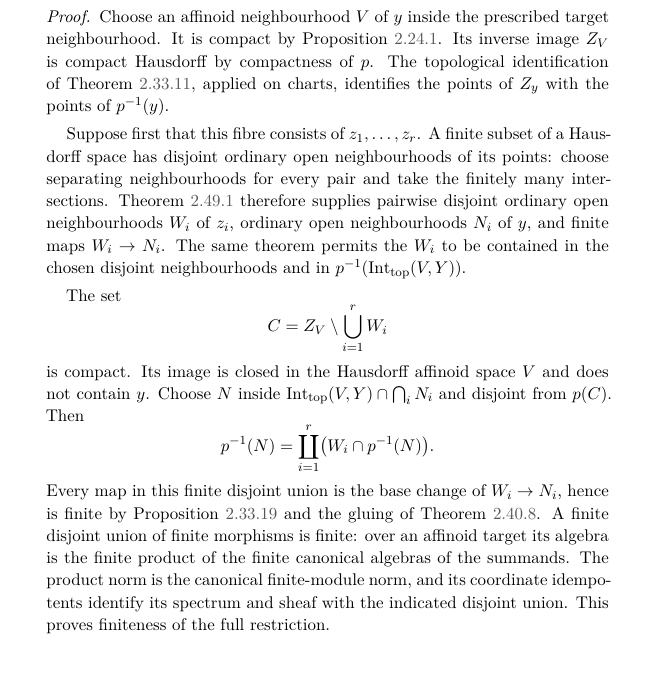 Proof. Choose an affinoid neighbourhood V of y inside the prescribed target
neighbourhood. It is compact by Proposition 2.24.1. Its inverse image Z_V
is compact Hausdorff by compactness of p. The topological identification
of Theorem 2.33.11, applied on charts, identifies the points of Z_y with the
points of p⁻¹(y).
Suppose first that this fibre consists of z₁, . . . , z_r. A finite subset of a Haus-
dorff space has disjoint ordinary open neighbourhoods of its points: choose
separating neighbourhoods for every pair and take the finitely many inter-
sections. Theorem 2.49.1 therefore supplies pairwise disjoint ordinary open
neighbourhoods W_i of z_i, ordinary open neighbourhoods N_i of y, and finite
maps W_i → N_i. The same theorem permits the W_i to be contained in the
chosen disjoint neighbourhoods and in p⁻¹(Int_top(V, Y)).
The set
C = Z_V \ ⋃_{i=1}^{r} W_i
is compact. Its image is closed in the Hausdorff affinoid space V and does
not contain y. Choose N inside Int_top(V, Y) ∩ ⋂_i N_i and disjoint from p(C).
Then
p⁻¹(N) = ∐_{i=1}^{r} (W_i ∩ p⁻¹(N)).
Every map in this finite disjoint union is the base change of W_i → N_i, hence
is finite by Proposition 2.33.19 and the gluing of Theorem 2.40.8. A finite
disjoint union of finite morphisms is finite: over an affinoid target its algebra
is the finite product of the finite canonical algebras of the summands. The
product norm is the canonical finite-module norm, and its coordinate idempo-
tents identify its spectrum and sheaf with the indicated disjoint union. This
proves finiteness of the full restriction.